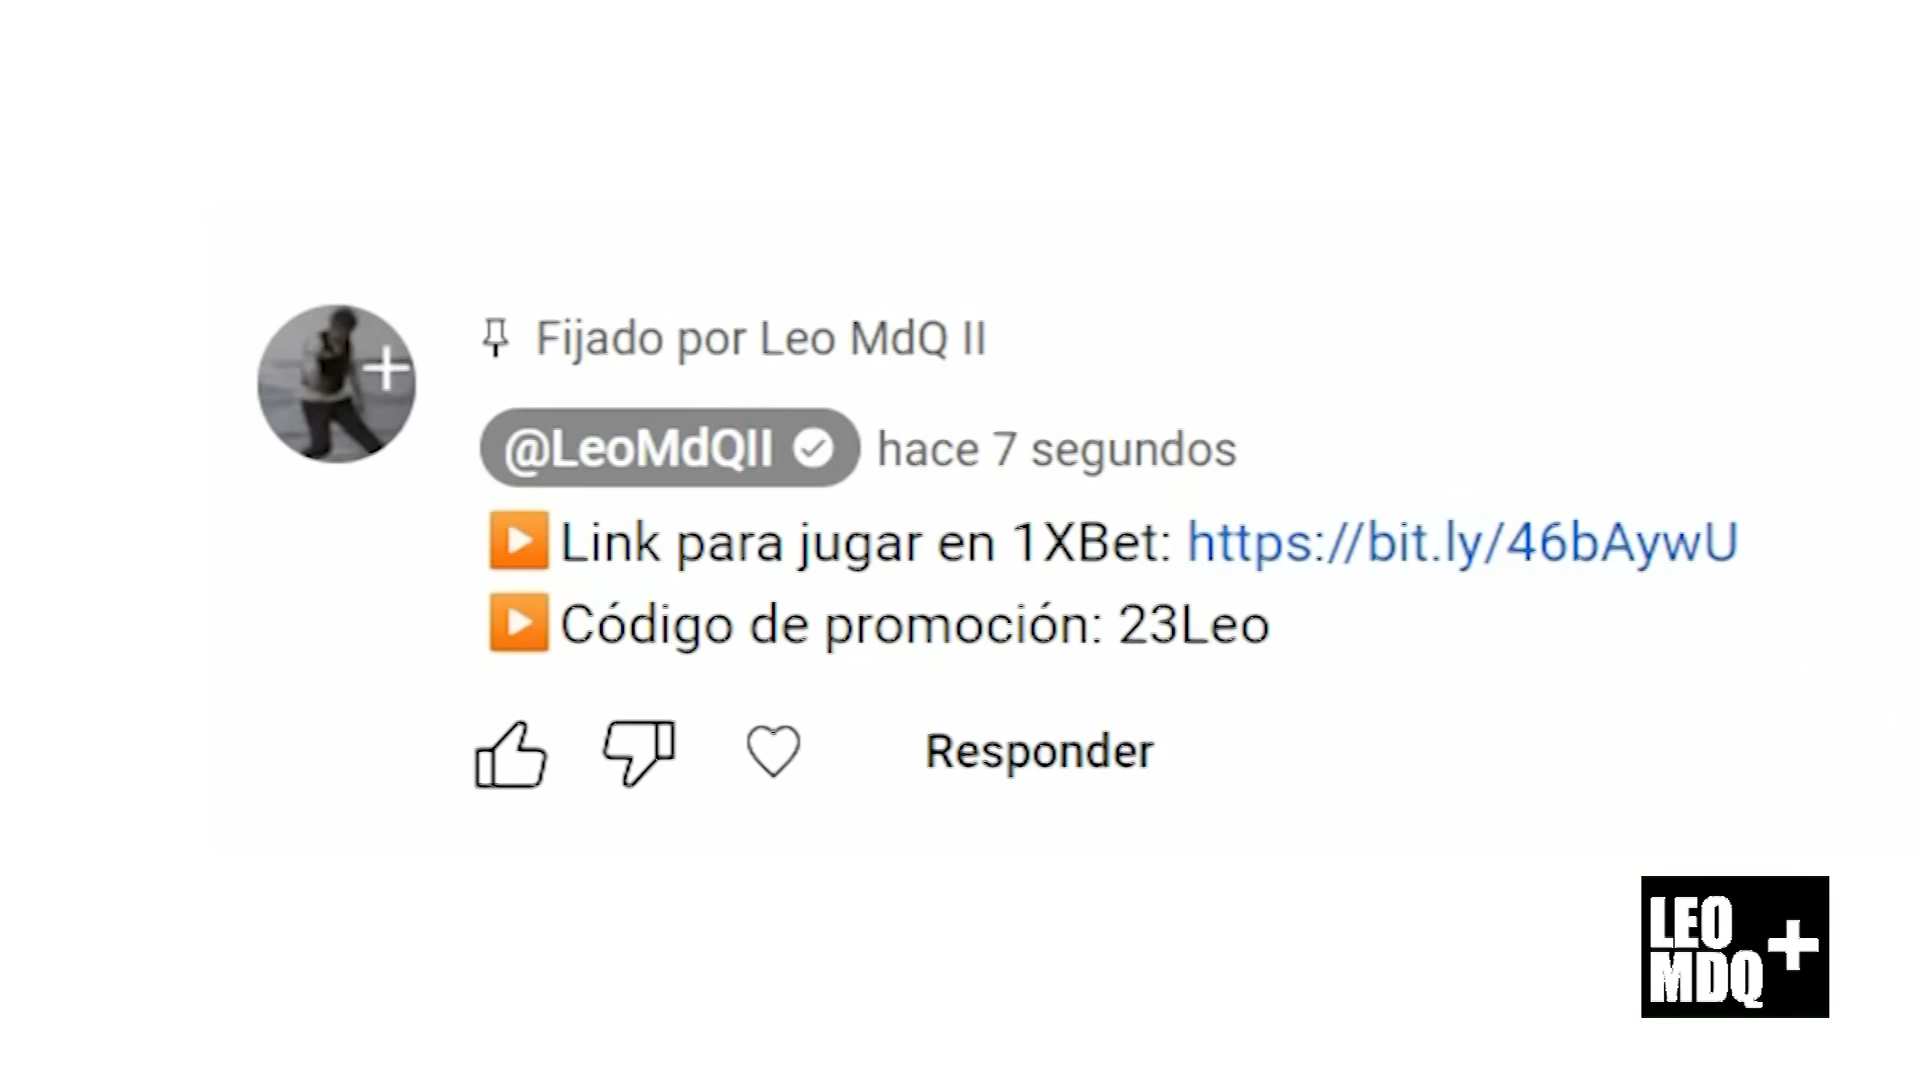 Fijado por Leo MdQ II
@LeoMdQII hace 7 segundos
Link para jugar en 1XBet: https://bit.ly/46bAywU
Código de promoción: 23Leo
Responder
LEO
MDQ+